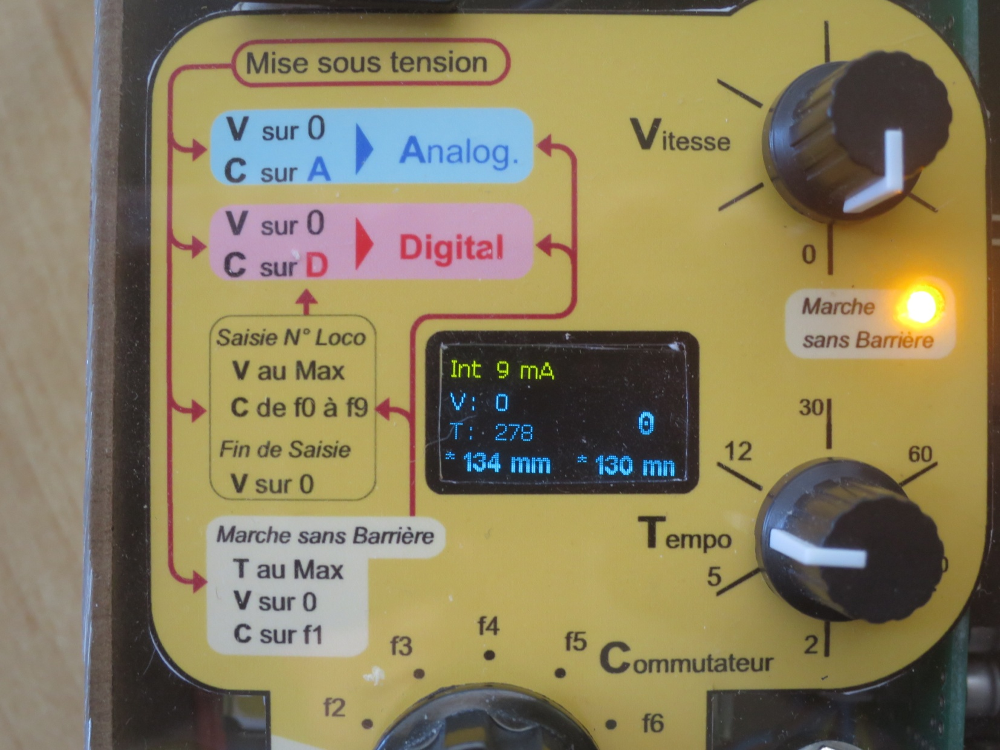 Mise sous tension
V sur 0
C sur A
Analog.
V sur 0
C sur D
Digital
Saisie N° Loco
V au Max
C de f0 à f9
Fin de Saisie
V sur 0
Marche sans Barrière
T au Max
V sur 0
C sur f1
Int 9 mA
V: 0
T: 278
0
* 134 mm * 130 mn
Vitesse
0
Marche
sans Barrière
30
12
60
Tempo
5
2
Commutateur
f2
f3
f4
f5
f6